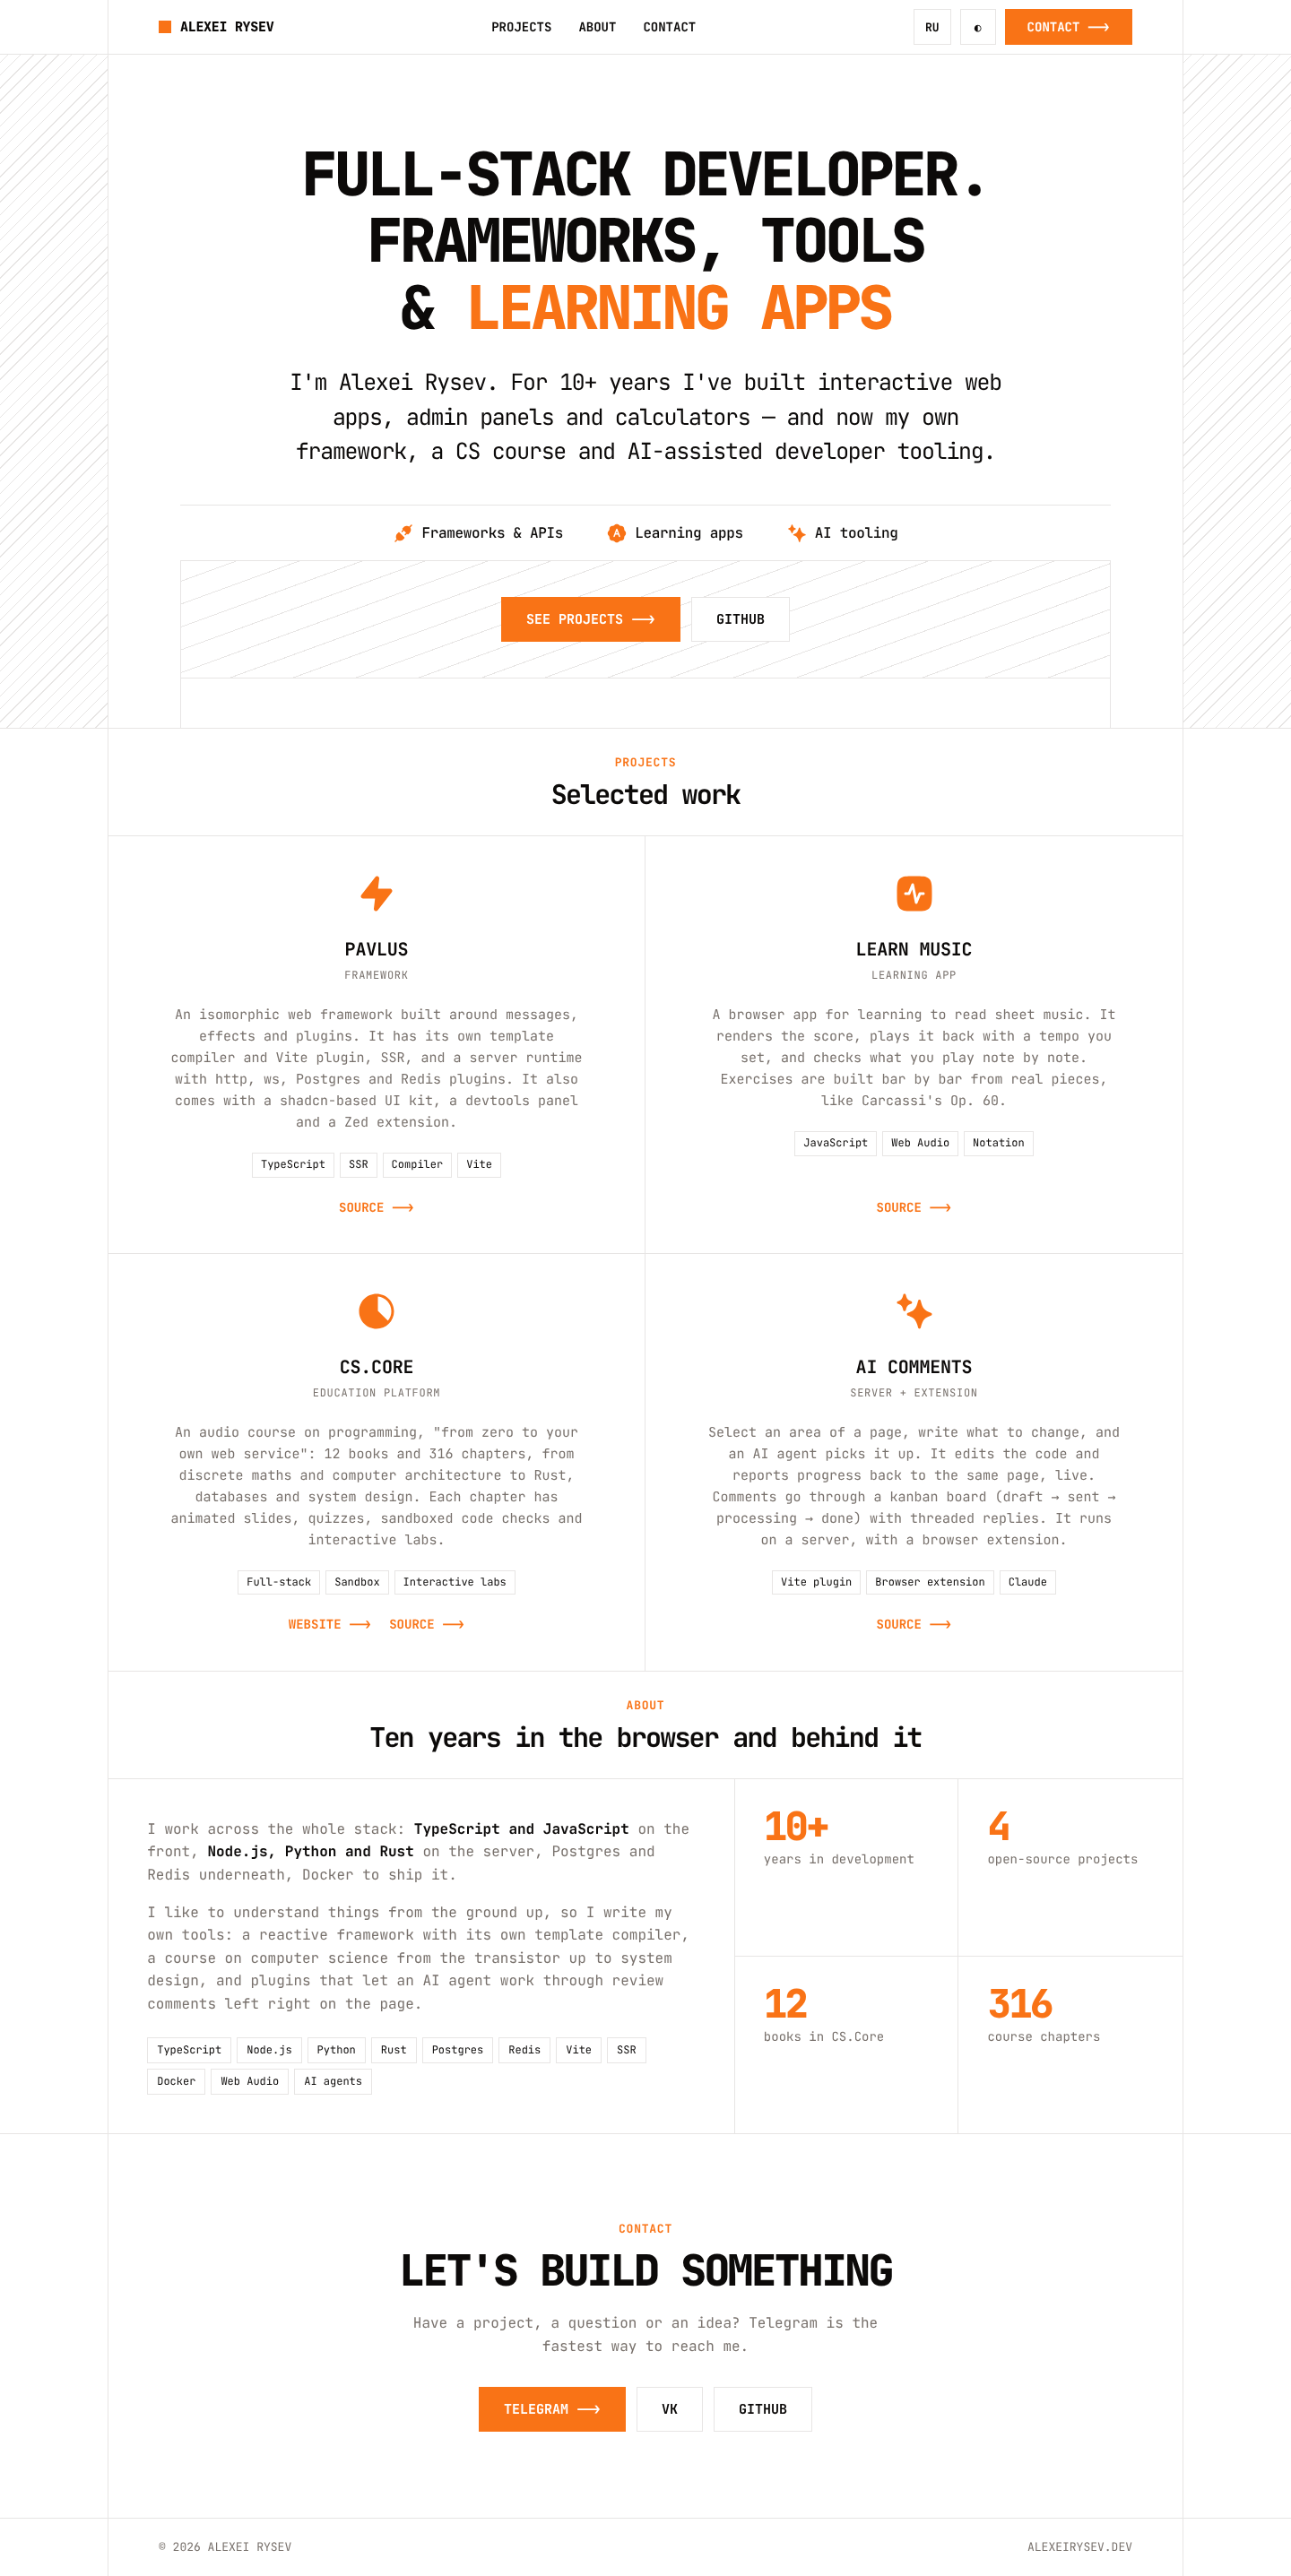 ALEXEI RYSEV
PROJECTS ABOUT CONTACT
RU
CONTACT ⟶
FULL-STACK DEVELOPER.
FRAMEWORKS, TOOLS
& LEARNING APPS
I'm Alexei Rysev. For 10+ years I've built interactive web
apps, admin panels and calculators — and now my own
framework, a CS course and AI-assisted developer tooling.
Frameworks & APIs
Learning apps
AI tooling
SEE PROJECTS ⟶
GITHUB
PROJECTS
Selected work
PAVLUS
FRAMEWORK
An isomorphic web framework built around messages,
effects and plugins. It has its own template
compiler and Vite plugin, SSR, and a server runtime
with http, ws, Postgres and Redis plugins. It also
comes with a shadcn-based UI kit, a devtools panel
and a Zed extension.
TypeScript SSR Compiler Vite
SOURCE ⟶
LEARN MUSIC
LEARNING APP
A browser app for learning to read sheet music. It
renders the score, plays it back with a tempo you
set, and checks what you play note by note.
Exercises are built bar by bar from real pieces,
like Carcassi's Op. 60.
JavaScript Web Audio Notation
SOURCE ⟶
CS.CORE
EDUCATION PLATFORM
An audio course on programming, "from zero to your
own web service": 12 books and 316 chapters, from
discrete maths and computer architecture to Rust,
databases and system design. Each chapter has
animated slides, quizzes, sandboxed code checks and
interactive labs.
Full-stack Sandbox Interactive labs
WEBSITE ⟶ SOURCE ⟶
AI COMMENTS
SERVER + EXTENSION
Select an area of a page, write what to change, and
an AI agent picks it up. It edits the code and
reports progress back to the same page, live.
Comments go through a kanban board (draft → sent →
processing → done) with threaded replies. It runs
on a server, with a browser extension.
Vite plugin Browser extension Claude
SOURCE ⟶
ABOUT
Ten years in the browser and behind it
I work across the whole stack: TypeScript and JavaScript on the
front, Node.js, Python and Rust on the server, Postgres and
Redis underneath, Docker to ship it.
I like to understand things from the ground up, so I write my
own tools: a reactive framework with its own template compiler,
a course on computer science from the transistor up to system
design, and plugins that let an AI agent work through review
comments left right on the page.
TypeScript Node.js Python Rust Postgres Redis Vite SSR
Docker Web Audio AI agents
10+
years in development
4
open-source projects
12
books in CS.Core
316
course chapters
CONTACT
LET'S BUILD SOMETHING
Have a project, a question or an idea? Telegram is the
fastest way to reach me.
TELEGRAM ⟶
VK
GITHUB
© 2026 ALEXEI RYSEV
ALEXEIRYSEV.DEV